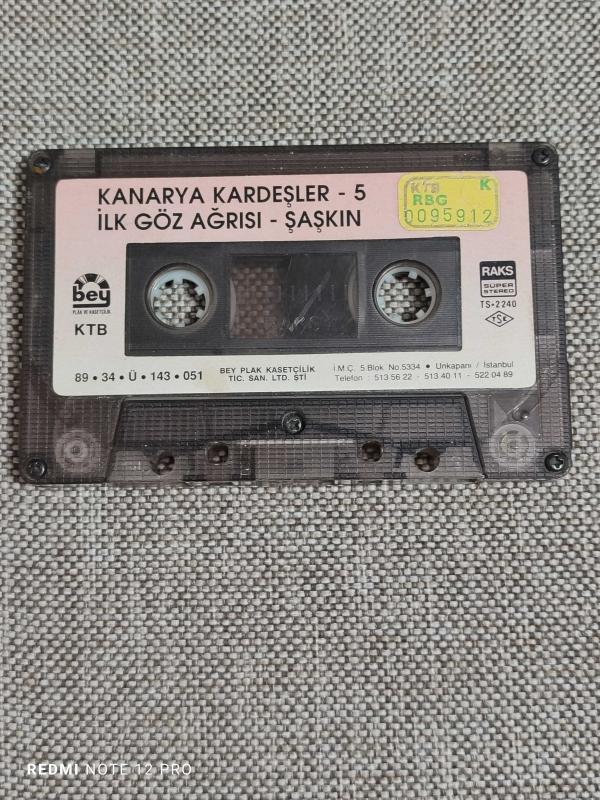 KANARYA KARDEŞLER - 5
İLK GÖZ AĞRISI - ŞAŞKIN
KTB K
RBG
0095912
bey
PLAK VE KASETÇİLİK
KTB
RAKS
SÜPER
STEREO
TS-2240
TSE
89 • 34 • Ü • 143 • 051
BEY PLAK KASETÇİLİK
TİC. SAN. LTD. ŞTİ
İ.M.Ç. 5.Blok No.5334 • Unkapanı / İstanbul
Telefon : 513 56 22 - 513 40 11 - 522 04 89
REDMI NOTE 12 PRO